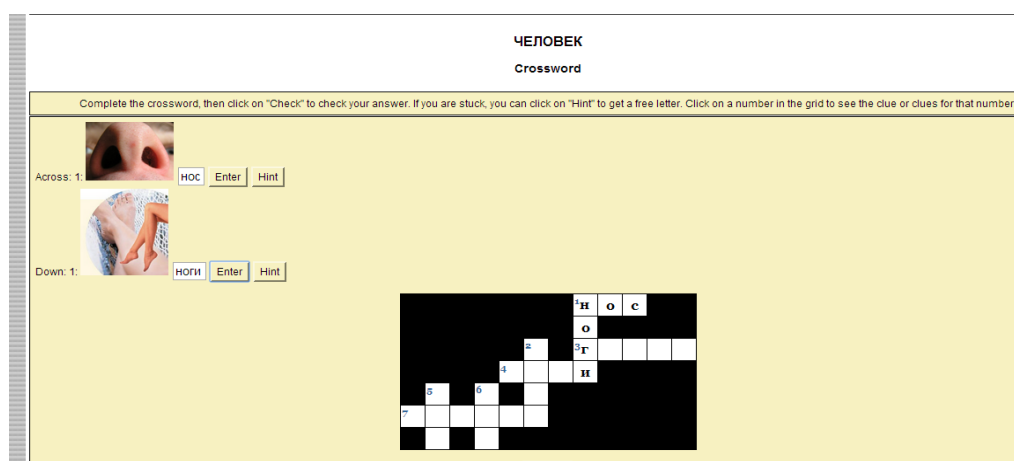 ЧЕЛОВЕК
Crossword
Complete the crossword, then click on "Check" to check your answer. If you are stuck, you can click on "Hint" to get a free letter. Click on a number in the grid to see the clue or clues for that number
Across: 1: нос Enter Hint
Down: 1: ноги Enter Hint
1н о с
о
2 3г
4 и
5 6
7